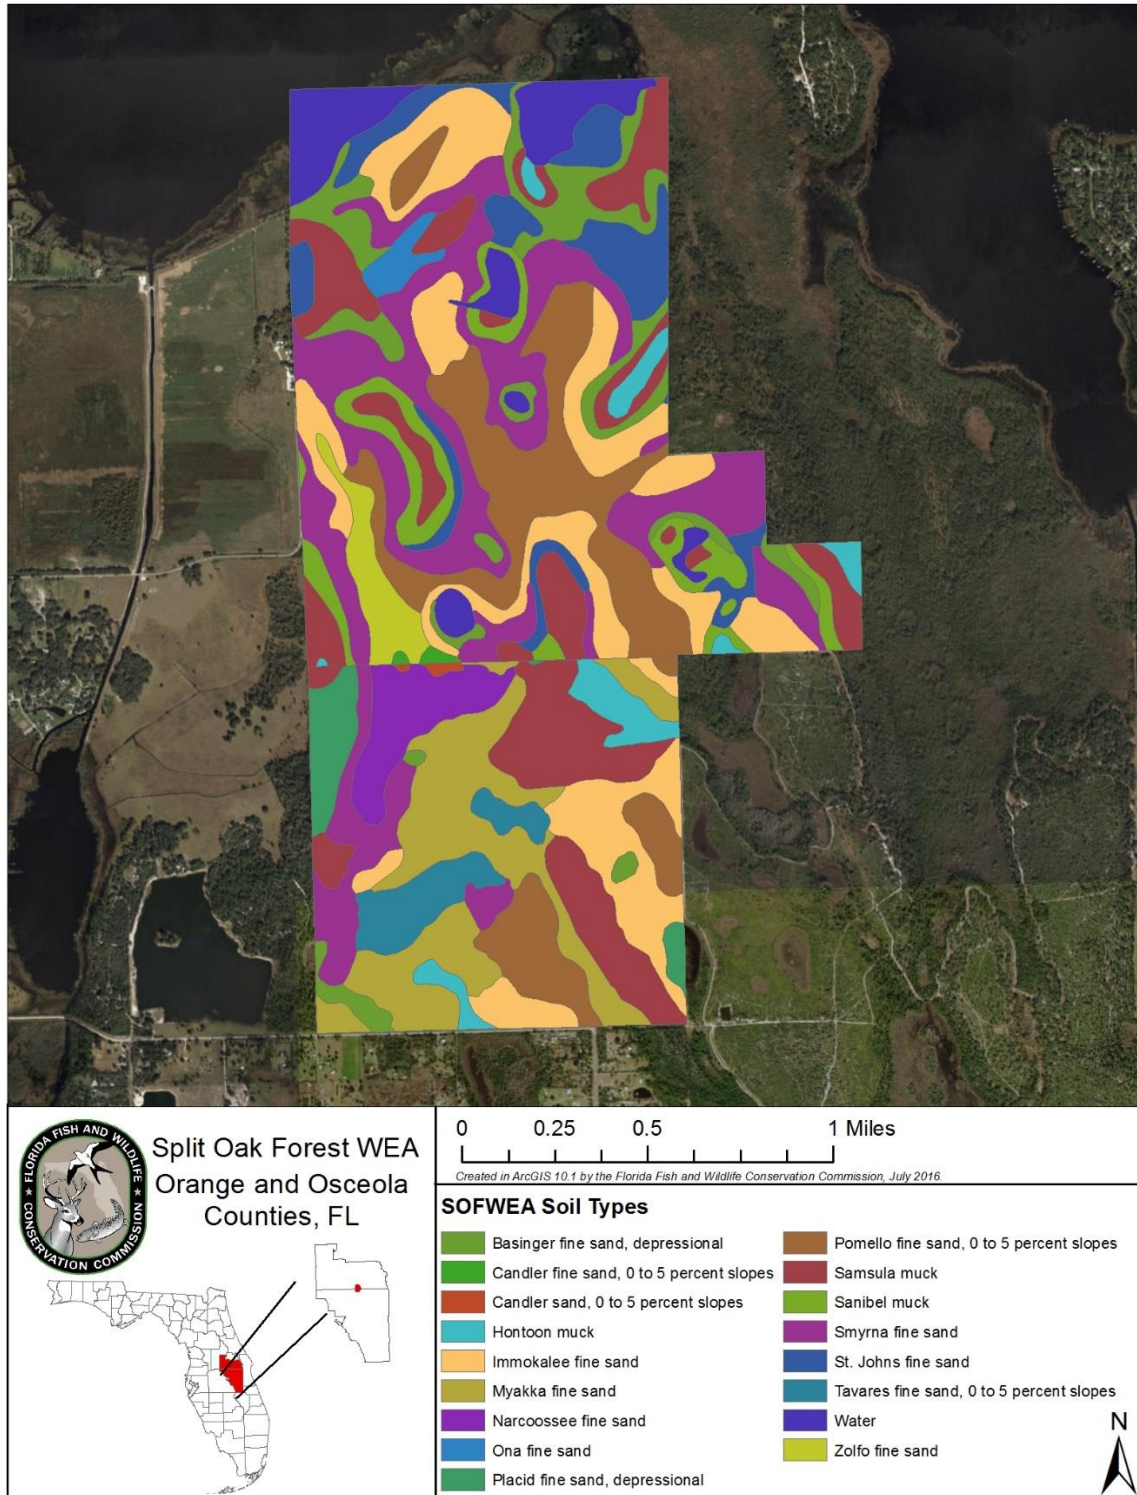 FLORIDA FISH AND WILDLIFE
CONSERVATION COMMISSION
Split Oak Forest WEA
Orange and Osceola
Counties, FL
0 0.25 0.5 1 Miles
Created in ArcGIS 10.1 by the Florida Fish and Wildlife Conservation Commission, July 2016.
SOFWEA Soil Types
Basinger fine sand, depressional
Candler fine sand, 0 to 5 percent slopes
Candler sand, 0 to 5 percent slopes
Hontoon muck
Immokalee fine sand
Myakka fine sand
Narcoossee fine sand
Ona fine sand
Placid fine sand, depressional
Pomello fine sand, 0 to 5 percent slopes
Samsula muck
Sanibel muck
Smyrna fine sand
St. Johns fine sand
Tavares fine sand, 0 to 5 percent slopes
Water
Zolfo fine sand
N